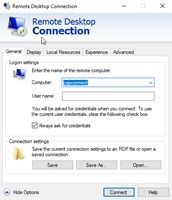 Remote Desktop Connection
Remote Desktop
Connection
General Display Local Resources Experience Advanced
Logon settings
Enter the name of the remote computer.
Computer:
User name:
You will be asked for credentials when you connect. To use
the current user credentials, clear the following check box.
Always ask for credentials
Connection settings
Save the current connection settings to an RDP file or open a
saved connection.
Save Save As... Open...
Hide Options Connect Help